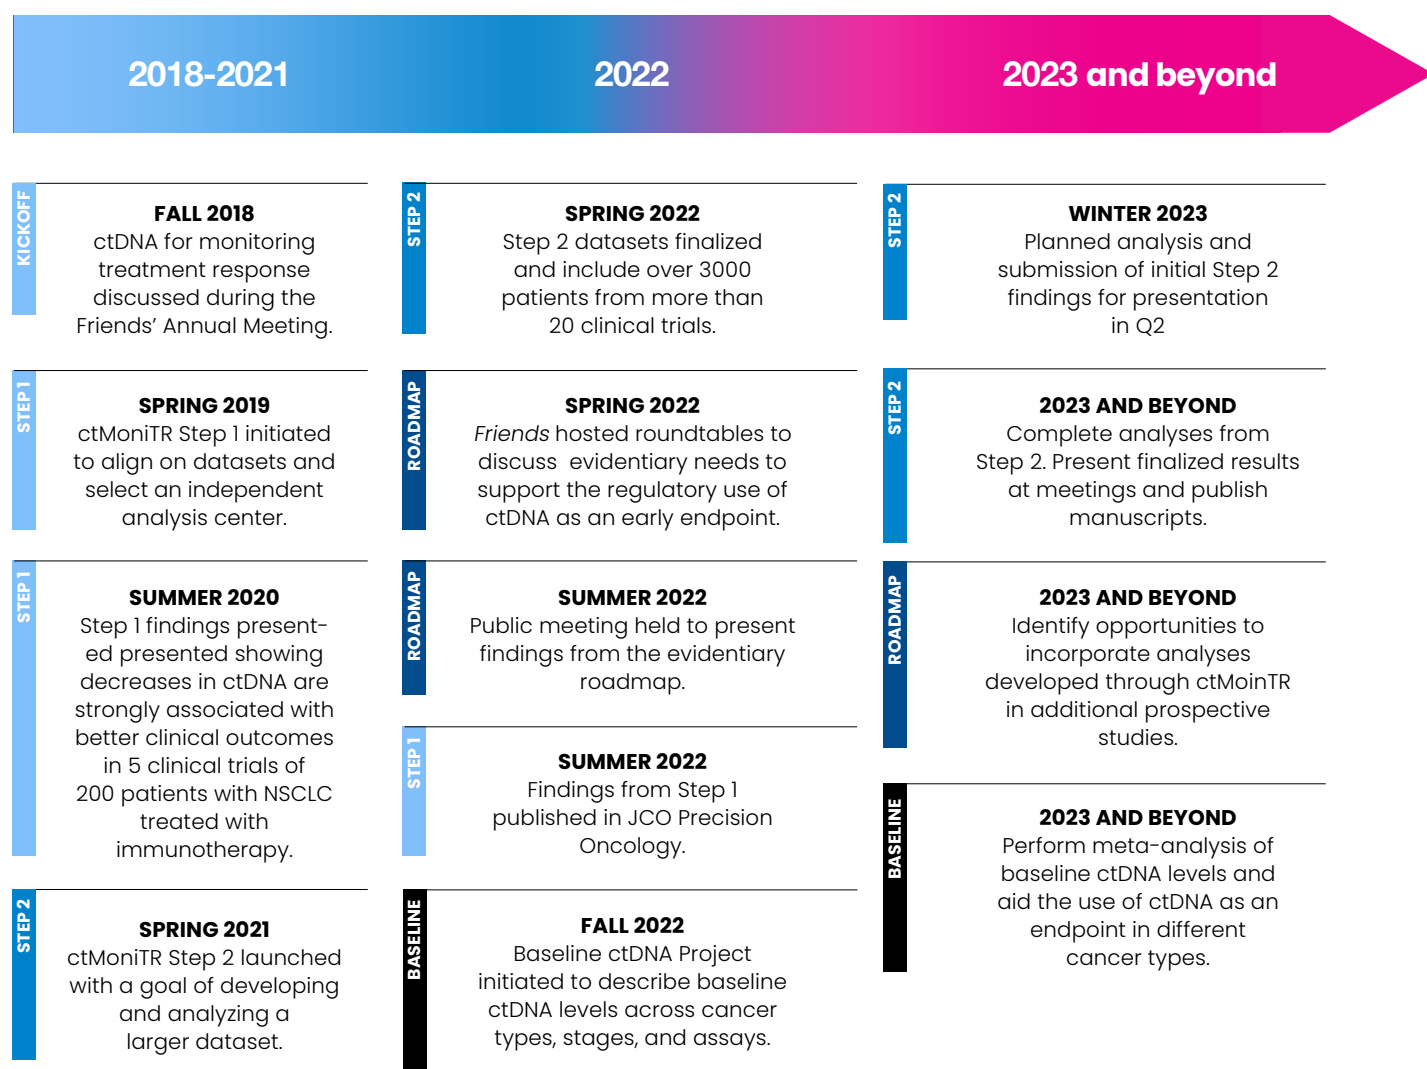 2018-2021
2022
2023 and beyond
KICKOFF
FALL 2018
ctDNA for monitoring
treatment response
discussed during the
Friends’ Annual Meeting.
STEP 1
SPRING 2019
ctMoniTR Step 1 initiated
to align on datasets and
select an independent
analysis center.
STEP 1
SUMMER 2020
Step 1 findings present-
ed presented showing
decreases in ctDNA are
strongly associated with
better clinical outcomes
in 5 clinical trials of
200 patients with NSCLC
treated with
immunotherapy.
STEP 2
SPRING 2021
ctMoniTR Step 2 launched
with a goal of developing
and analyzing a
larger dataset.
STEP 2
SPRING 2022
Step 2 datasets finalized
and include over 3000
patients from more than
20 clinical trials.
ROADMAP
SPRING 2022
Friends hosted roundtables to
discuss evidentiary needs to
support the regulatory use of
ctDNA as an early endpoint.
ROADMAP
SUMMER 2022
Public meeting held to present
findings from the evidentiary
roadmap.
STEP 1
SUMMER 2022
Findings from Step 1
published in JCO Precision
Oncology.
BASELINE
FALL 2022
Baseline ctDNA Project
initiated to describe baseline
ctDNA levels across cancer
types, stages, and assays.
STEP 2
WINTER 2023
Planned analysis and
submission of initial Step 2
findings for presentation
in Q2
STEP 2
2023 AND BEYOND
Complete analyses from
Step 2. Present finalized results
at meetings and publish
manuscripts.
ROADMAP
2023 AND BEYOND
Identify opportunities to
incorporate analyses
developed through ctMoinTR
in additional prospective
studies.
BASELINE
2023 AND BEYOND
Perform meta-analysis of
baseline ctDNA levels and
aid the use of ctDNA as an
endpoint in different
cancer types.